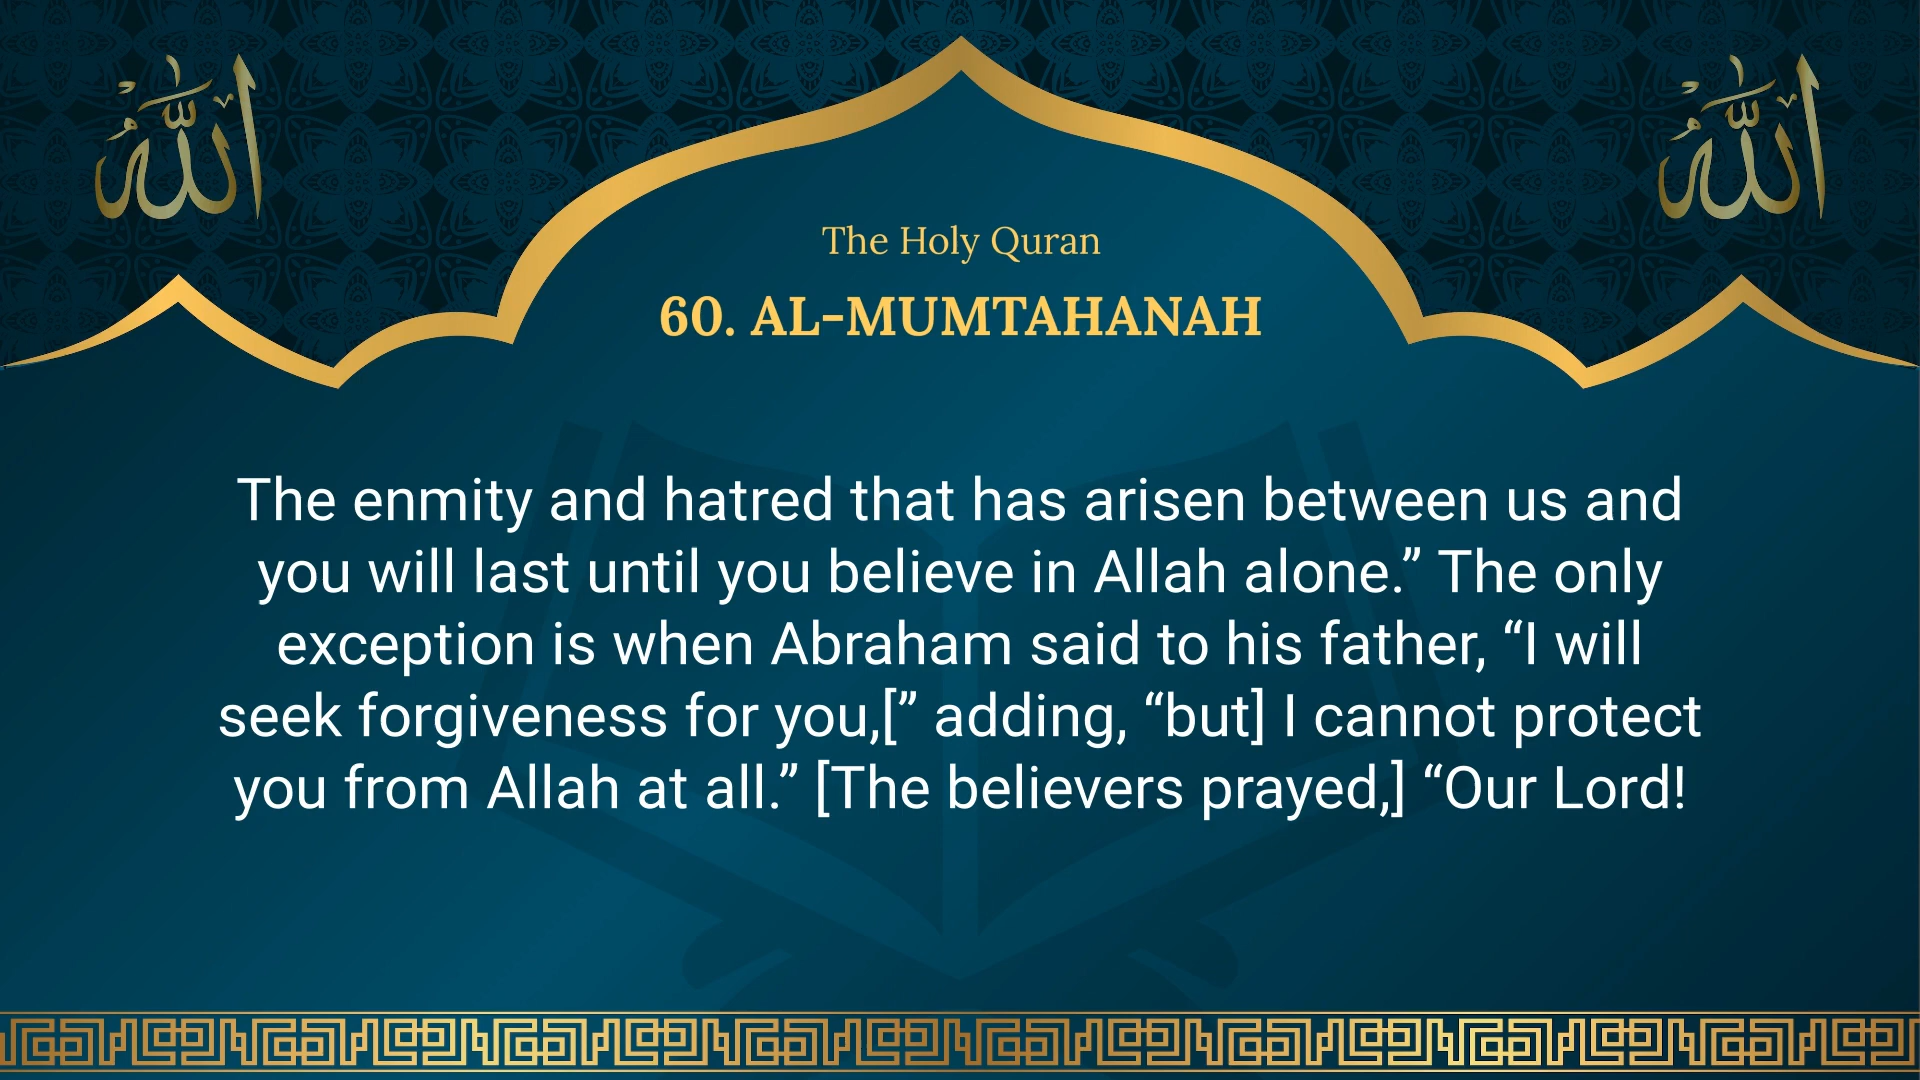 اللّٰهُ
اللّٰهُ
The Holy Quran
60. AL-MUMTAHANAH
The enmity and hatred that has arisen between us and
you will last until you believe in Allah alone.” The only
exception is when Abraham said to his father, “I will
seek forgiveness for you,[” adding, “but] I cannot protect
you from Allah at all.” [The believers prayed,] “Our Lord!